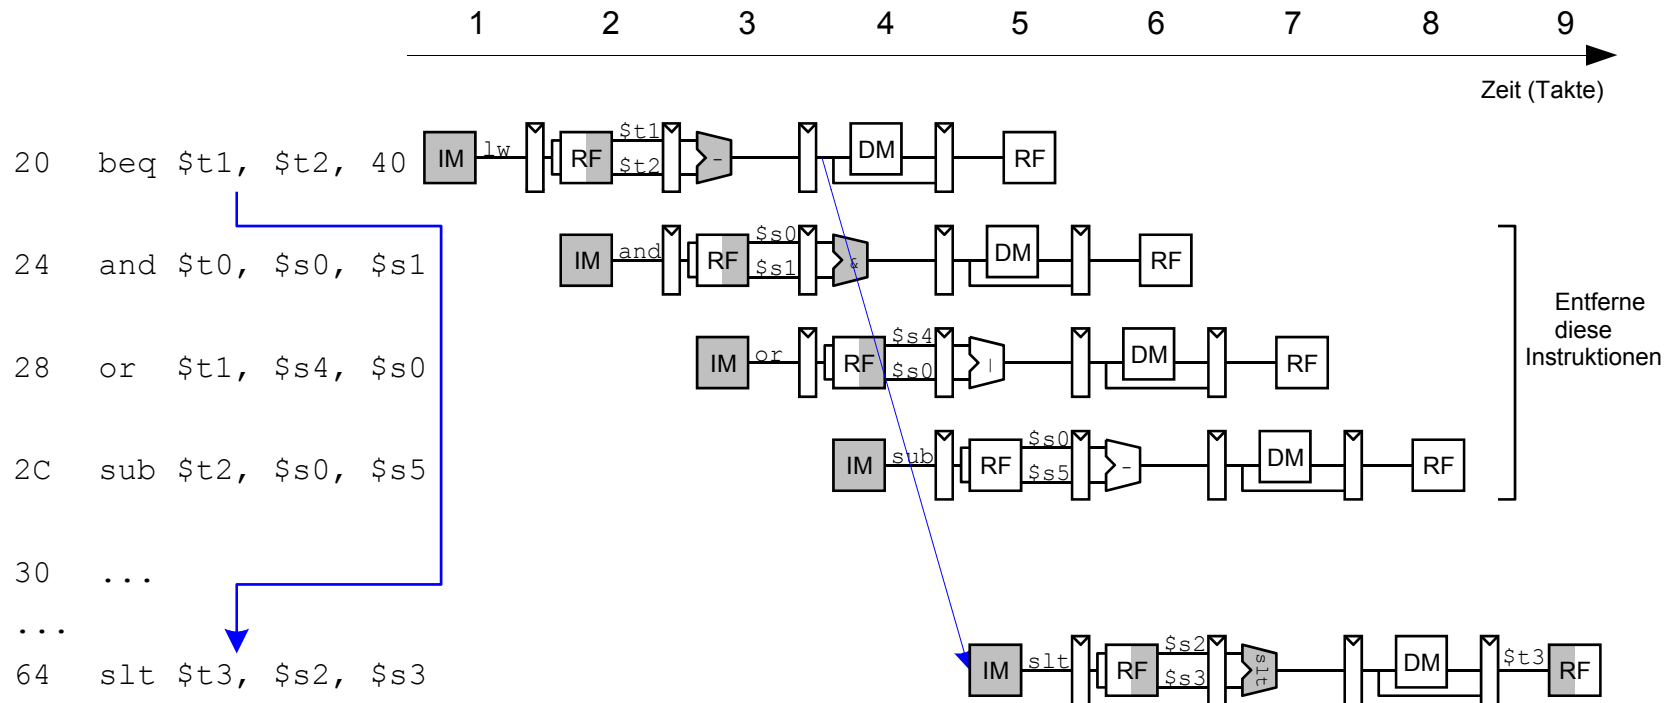 1 2 3 4 5 6 7 8 9
Zeit (Takte)
20 beq $t1, $t2, 40 IM lw RF $t1 $t2 - DM RF
24 and $t0, $s0, $s1 IM and RF $s0 $s1 & DM RF
28 or $t1, $s4, $s0 IM or RF $s4 $s0 | DM RF
2C sub $t2, $s0, $s5 IM sub RF $s0 $s5 - DM RF
Entferne
diese
Instruktionen
30 ...
...
64 slt $t3, $s2, $s3 IM slt RF $s2 $s3 slt DM $t3 RF